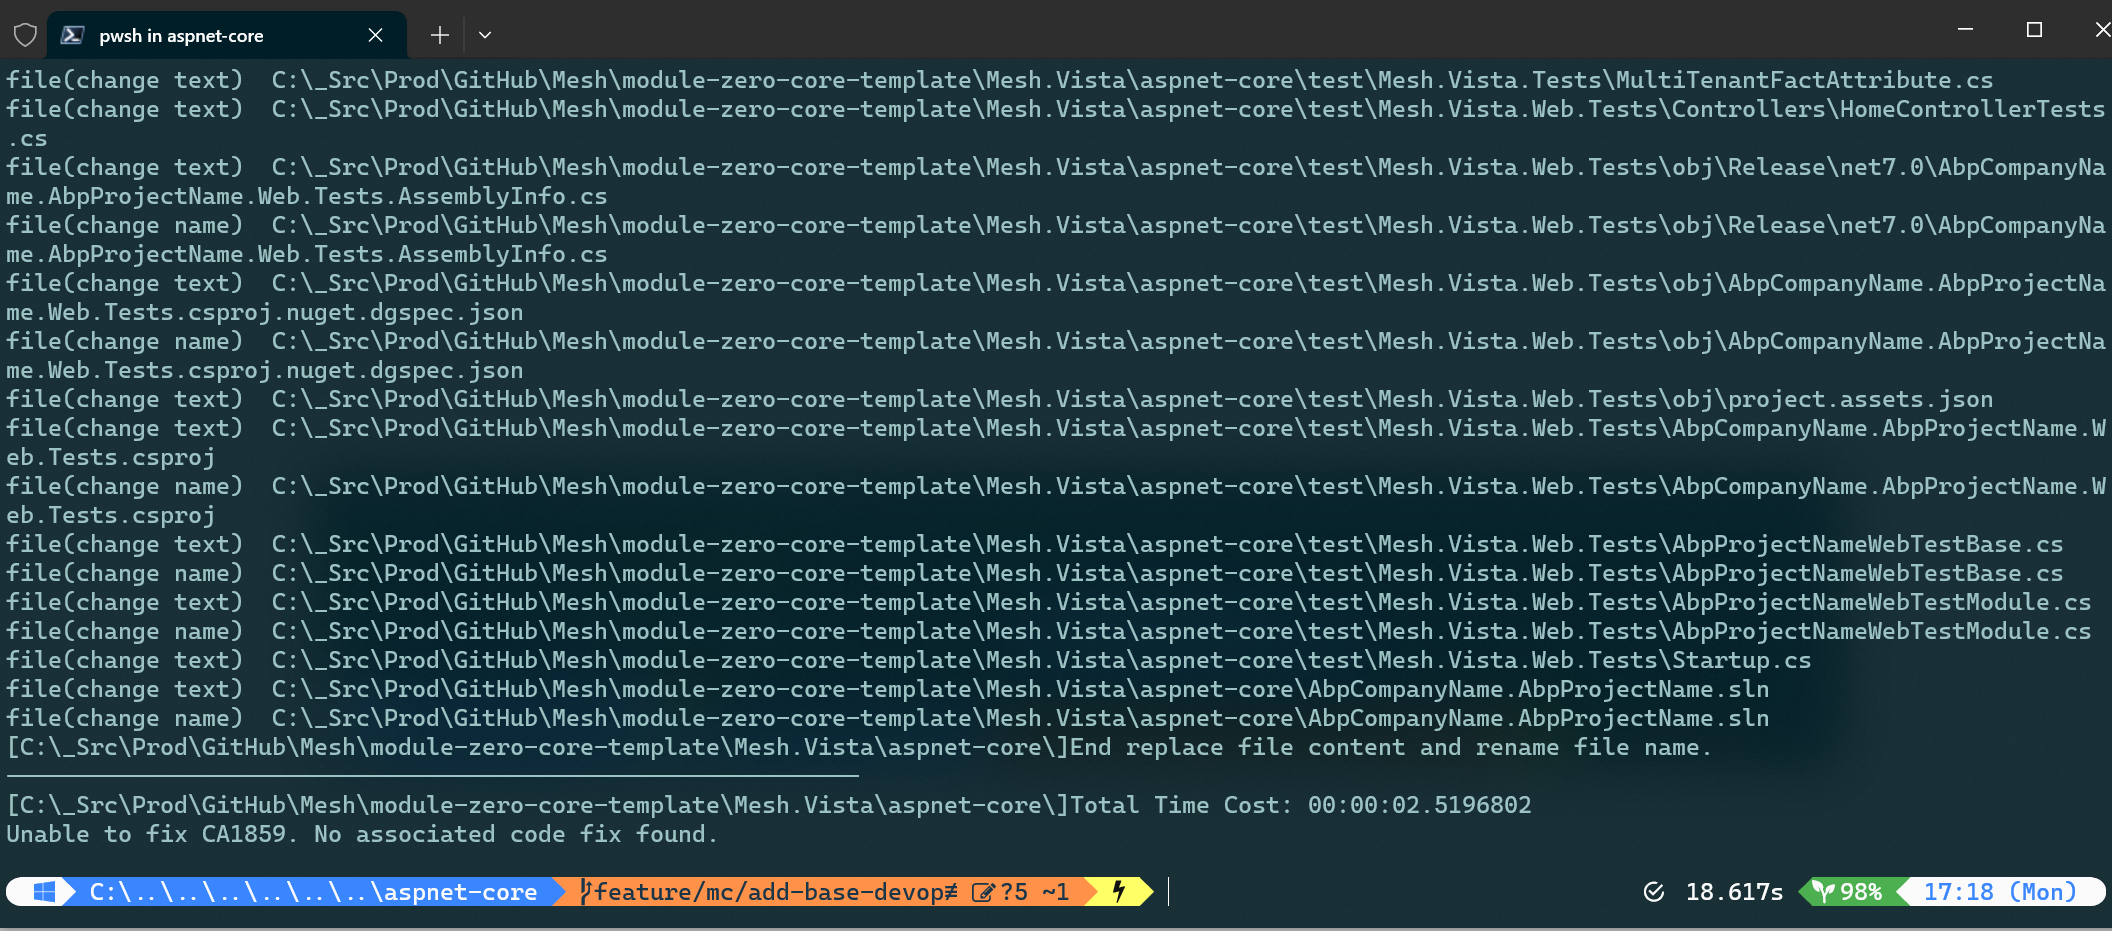 pwsh in aspnet-core
file(change text)  C:\_Src\Prod\GitHub\Mesh\module-zero-core-template\Mesh.Vista\aspnet-core\test\Mesh.Vista.Tests\MultiTenantFactAttribute.cs
file(change text)  C:\_Src\Prod\GitHub\Mesh\module-zero-core-template\Mesh.Vista\aspnet-core\test\Mesh.Vista.Web.Tests\Controllers\HomeControllerTests
.cs
file(change text)  C:\_Src\Prod\GitHub\Mesh\module-zero-core-template\Mesh.Vista\aspnet-core\test\Mesh.Vista.Web.Tests\obj\Release\net7.0\AbpCompanyNa
me.AbpProjectName.Web.Tests.AssemblyInfo.cs
file(change name)  C:\_Src\Prod\GitHub\Mesh\module-zero-core-template\Mesh.Vista\aspnet-core\test\Mesh.Vista.Web.Tests\obj\Release\net7.0\AbpCompanyNa
me.AbpProjectName.Web.Tests.AssemblyInfo.cs
file(change text)  C:\_Src\Prod\GitHub\Mesh\module-zero-core-template\Mesh.Vista\aspnet-core\test\Mesh.Vista.Web.Tests\obj\AbpCompanyName.AbpProjectNa
me.Web.Tests.csproj.nuget.dgspec.json
file(change name)  C:\_Src\Prod\GitHub\Mesh\module-zero-core-template\Mesh.Vista\aspnet-core\test\Mesh.Vista.Web.Tests\obj\AbpCompanyName.AbpProjectNa
me.Web.Tests.csproj.nuget.dgspec.json
file(change text)  C:\_Src\Prod\GitHub\Mesh\module-zero-core-template\Mesh.Vista\aspnet-core\test\Mesh.Vista.Web.Tests\obj\project.assets.json
file(change text)  C:\_Src\Prod\GitHub\Mesh\module-zero-core-template\Mesh.Vista\aspnet-core\test\Mesh.Vista.Web.Tests\AbpCompanyName.AbpProjectName.W
eb.Tests.csproj
file(change name)  C:\_Src\Prod\GitHub\Mesh\module-zero-core-template\Mesh.Vista\aspnet-core\test\Mesh.Vista.Web.Tests\AbpCompanyName.AbpProjectName.W
eb.Tests.csproj
file(change text)  C:\_Src\Prod\GitHub\Mesh\module-zero-core-template\Mesh.Vista\aspnet-core\test\Mesh.Vista.Web.Tests\AbpProjectNameWebTestBase.cs
file(change name)  C:\_Src\Prod\GitHub\Mesh\module-zero-core-template\Mesh.Vista\aspnet-core\test\Mesh.Vista.Web.Tests\AbpProjectNameWebTestBase.cs
file(change text)  C:\_Src\Prod\GitHub\Mesh\module-zero-core-template\Mesh.Vista\aspnet-core\test\Mesh.Vista.Web.Tests\AbpProjectNameWebTestModule.cs
file(change name)  C:\_Src\Prod\GitHub\Mesh\module-zero-core-template\Mesh.Vista\aspnet-core\test\Mesh.Vista.Web.Tests\AbpProjectNameWebTestModule.cs
file(change text)  C:\_Src\Prod\GitHub\Mesh\module-zero-core-template\Mesh.Vista\aspnet-core\test\Mesh.Vista.Web.Tests\Startup.cs
file(change text)  C:\_Src\Prod\GitHub\Mesh\module-zero-core-template\Mesh.Vista\aspnet-core\AbpCompanyName.AbpProjectName.sln
file(change name)  C:\_Src\Prod\GitHub\Mesh\module-zero-core-template\Mesh.Vista\aspnet-core\AbpCompanyName.AbpProjectName.sln
[C:\_Src\Prod\GitHub\Mesh\module-zero-core-template\Mesh.Vista\aspnet-core\]End replace file content and rename file name.
[C:\_Src\Prod\GitHub\Mesh\module-zero-core-template\Mesh.Vista\aspnet-core\]Total Time Cost: 00:00:02.5196802
Unable to fix CA1859. No associated code fix found.
C:\..\..\..\..\..\..\aspnet-core feature/mc/add-base-devop≢ ?5 ~1 18.617s 98% 17:18 (Mon)